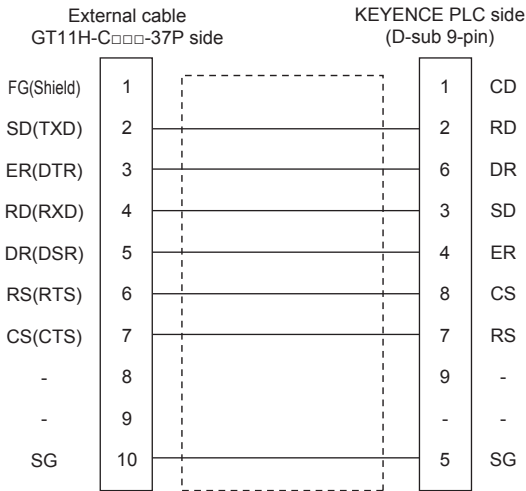 External cable
GT11H-C□□□-37P side
KEYENCE PLC side
(D-sub 9-pin)
FG(Shield) 1 1 CD
SD(TXD) 2 2 RD
ER(DTR) 3 6 DR
RD(RXD) 4 3 SD
DR(DSR) 5 4 ER
RS(RTS) 6 8 CS
CS(CTS) 7 7 RS
- 8 9 -
- 9 - -
SG 10 5 SG